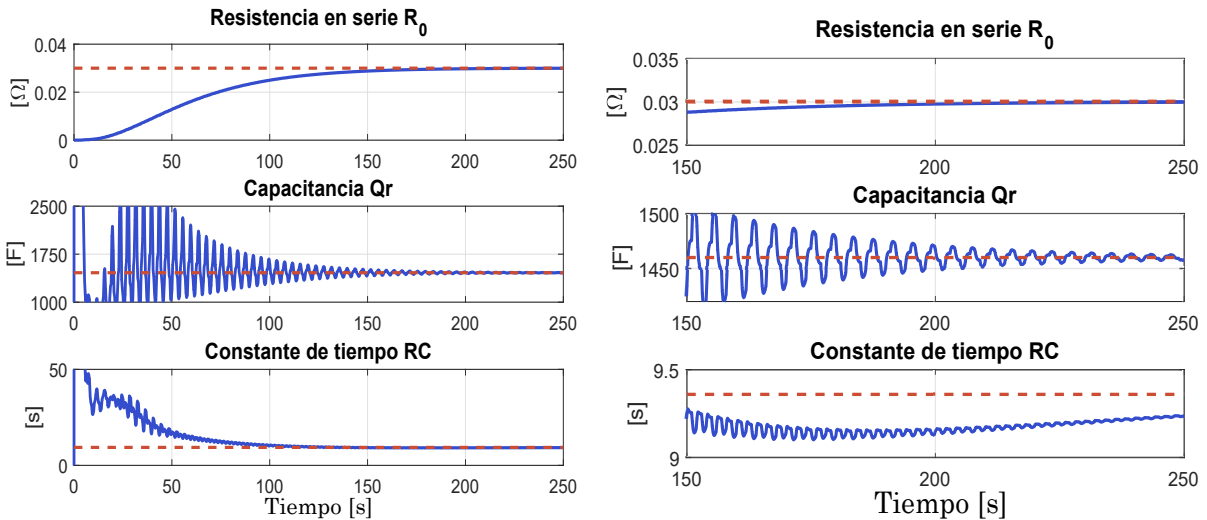 Resistencia en serie R0
0.04
0.02
0
[Ω]
0 50 100 150 200 250
Capacitancia Qr
2500
1750
1000
[F]
0 50 100 150 200 250
Constante de tiempo RC
50
0
[s]
0 50 100 150 200 250
Tiempo [s]
Resistencia en serie R0
0.035
0.03
0.025
[Ω]
150 200 250
Capacitancia Qr
1500
1450
[F]
150 200 250
Constante de tiempo RC
9.5
9
[s]
150 200 250
Tiempo [s]